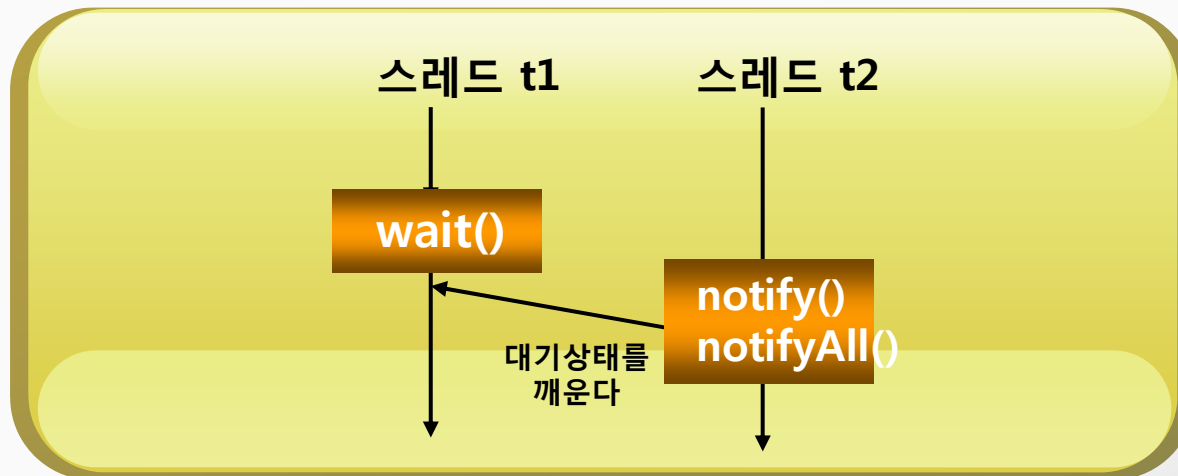 스레드 t1
스레드 t2
wait()
notify()
notifyAll()
대기상태를
깨운다